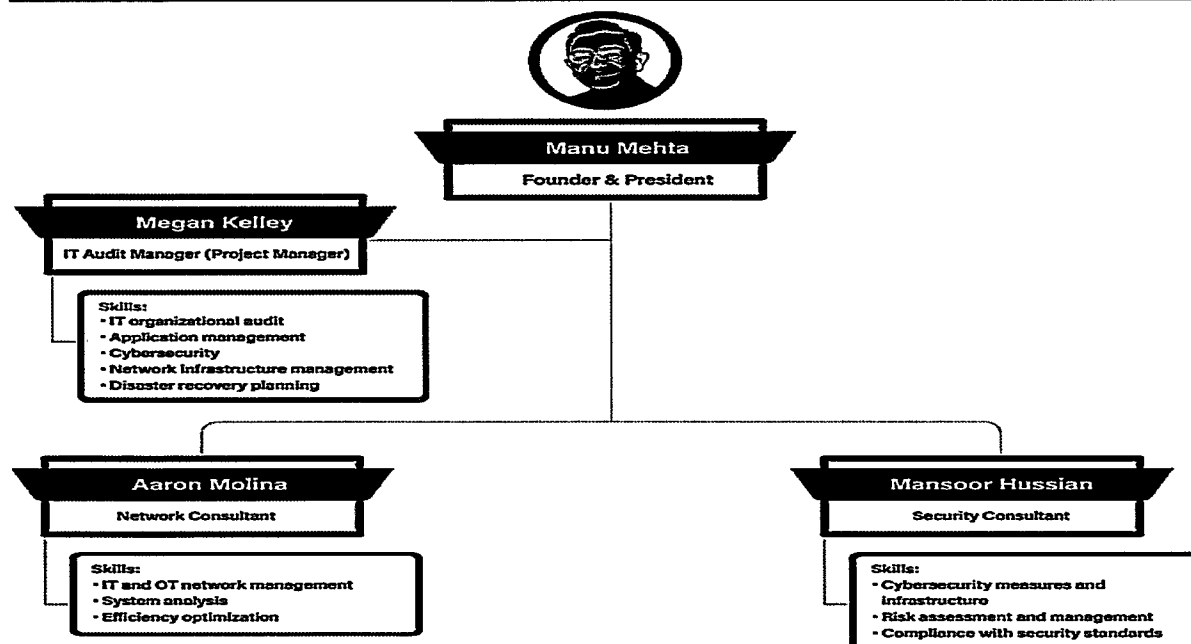 Manu Mehta
Founder & President
Megan Kelley
IT Audit Manager (Project Manager)
Skills:
• IT organizational audit
• Application management
• Cybersecurity
• Network infrastructure management
• Disaster recovery planning
Aaron Molina
Network Consultant
Skills:
• IT and OT network management
• System analysis
• Efficiency optimization
Mansoor Hussian
Security Consultant
Skills:
• Cybersecurity measures and
infrastructure
• Risk assessment and management
• Compliance with security standards